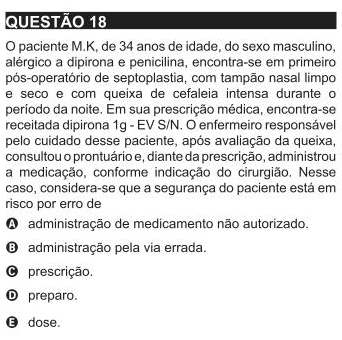 QUESTÃO 18
O paciente M.K, de 34 anos de idade, do sexo masculino,
alérgico a dipirona e penicilina, encontra-se em primeiro
pós-operatório de septoplastia, com tampão nasal limpo
e seco e com queixa de cefaleia intensa durante o
período da noite. Em sua prescrição médica, encontra-se
receitada dipirona 1g - EV S/N. O enfermeiro responsável
pelo cuidado desse paciente, após avaliação da queixa,
consultou o prontuário e, diante da prescrição, administrou
a medicação, conforme indicação do cirurgião. Nesse
caso, considera-se que a segurança do paciente está em
risco por erro de
A administração de medicamento não autorizado.
B administração pela via errada.
C prescrição.
D preparo.
E dose.